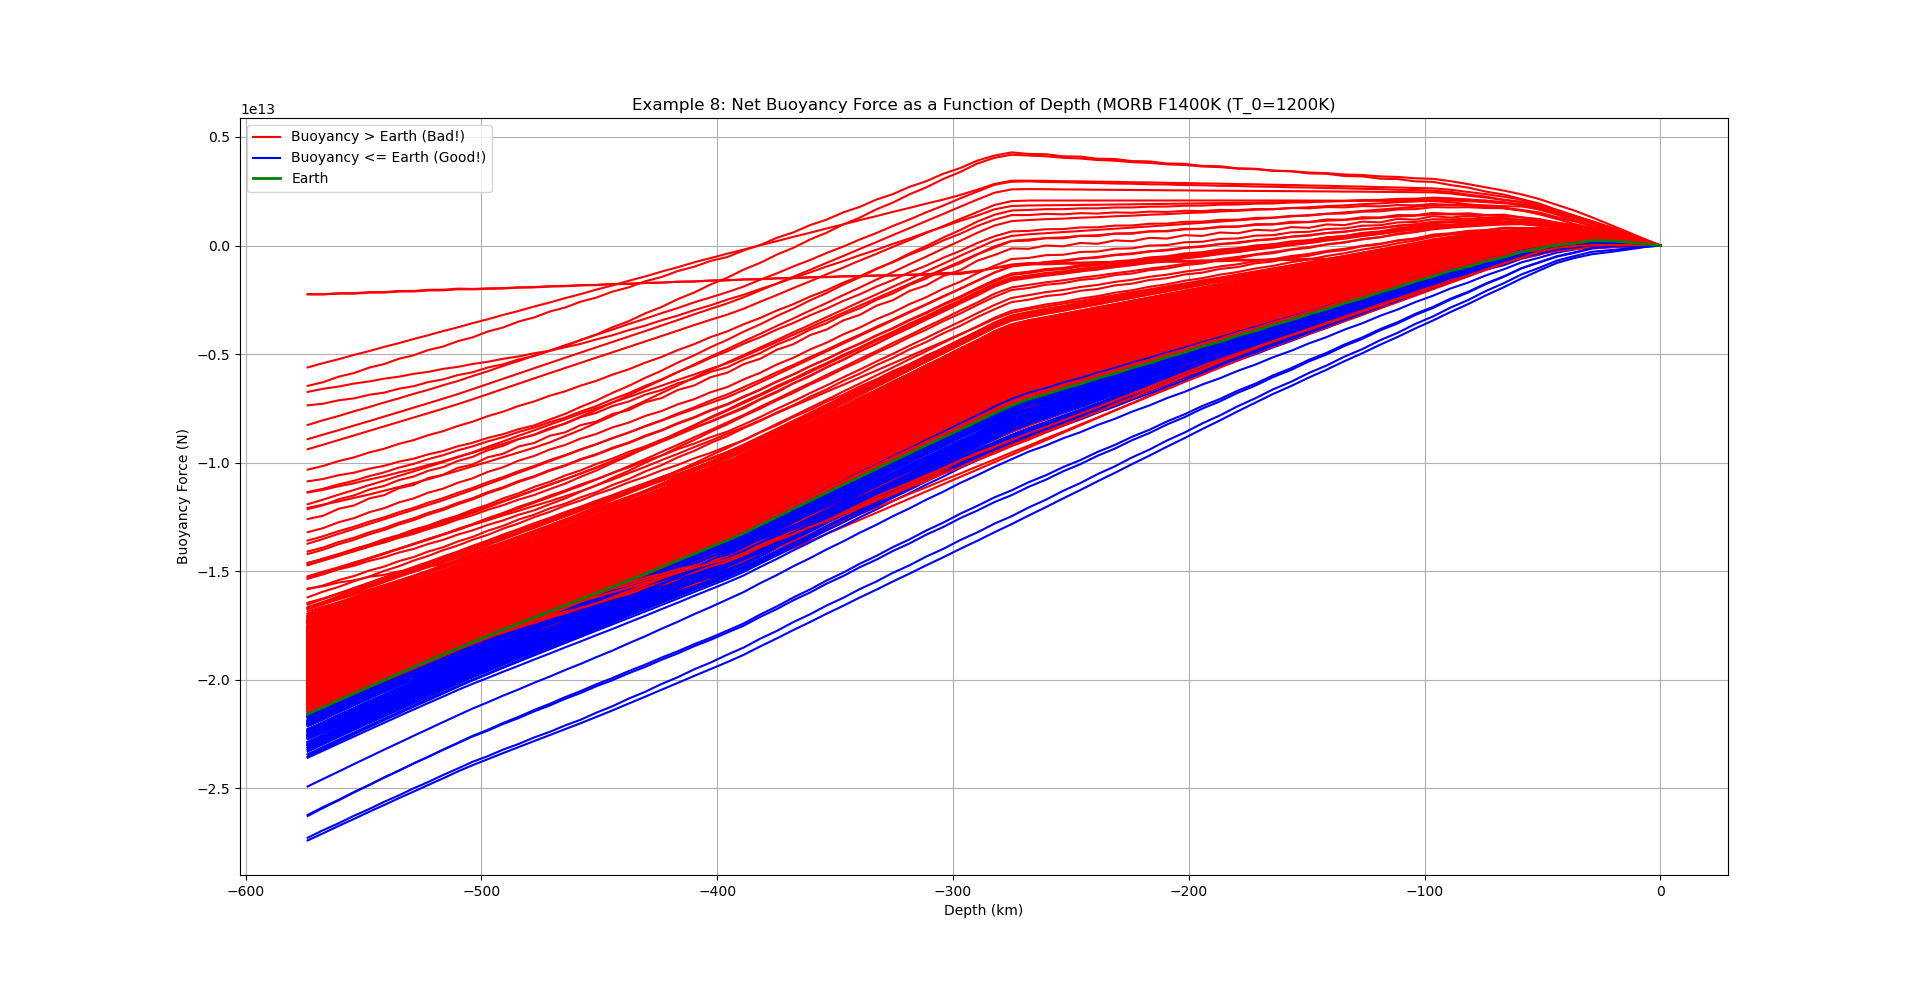 Example 8: Net Buoyancy Force as a Function of Depth (MORB F1400K (T_0=1200K)
1e13
Buoyancy > Earth (Bad!)
Buoyancy <= Earth (Good!)
Earth
0.5
0.0
−0.5
−1.0
−1.5
−2.0
−2.5
Buoyancy Force (N)
−600
−500
−400
−300
−200
−100
0
Depth (km)